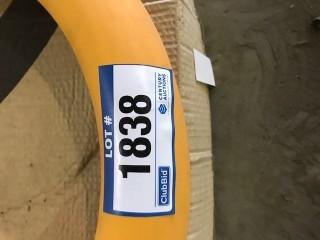 LOT #
1838
CENTURY
AUCTIONS
ClubBid